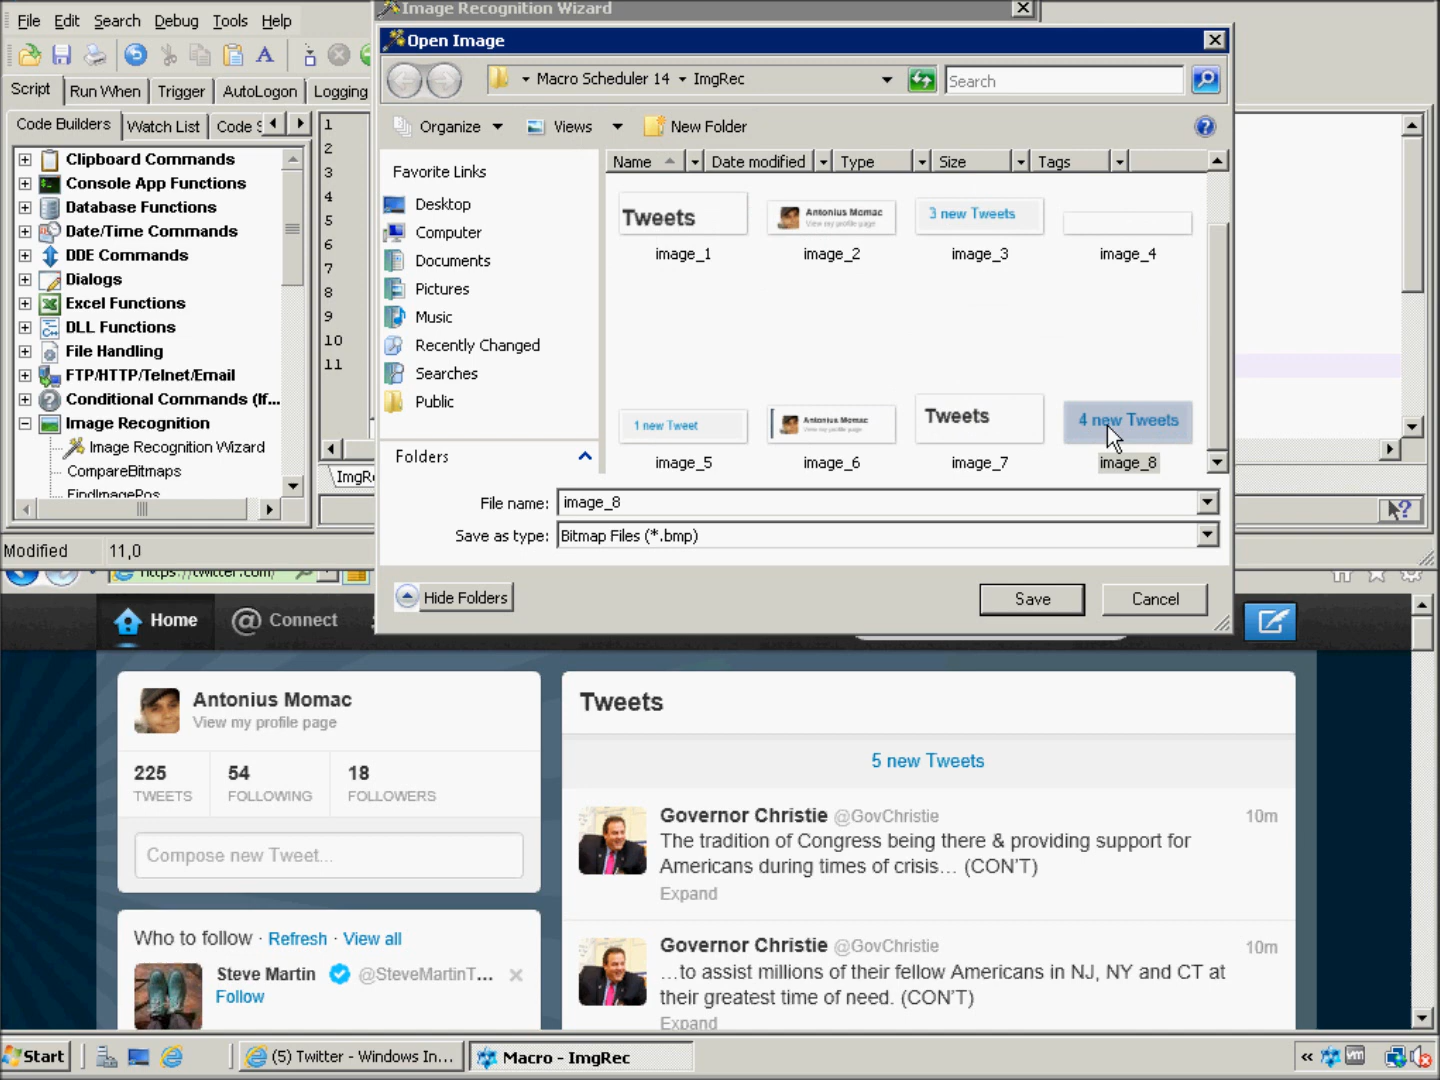 Image Recognition Wizard
File Edit Search Debug Tools Help
Open Image
Macro Scheduler 14 ImgRec
Search
Script Run When Trigger AutoLogon Logging
Organize Views New Folder
Code Builders Watch List Code S
Name Date modified Type Size Tags
Favorite Links
Desktop
Computer
Documents
Pictures
Music
Recently Changed
Searches
Public
Folders
Clipboard Commands
Console App Functions
Database Functions
Date/Time Commands
DDE Commands
Dialogs
Excel Functions
DLL Functions
File Handling
FTP/HTTP/Telnet/Email
Conditional Commands (If...
Image Recognition
Image Recognition Wizard
CompareBitmaps
FindImagePos
1
2
3
4
5
6
7
8
9
10
11
Tweets
Antonius Momac
View my profile page
3 new Tweets
image_1 image_2 image_3 image_4
1 new Tweet
Antonius Momac
Tweets
4 new Tweets
image_5 image_6 image_7 image_8
ImgR
File name: image_8
Save as type: Bitmap Files (*.bmp)
Hide Folders Save Cancel
Modified 11,0
https://twitter.com/
Home @ Connect
Antonius Momac
View my profile page
225 54 18
TWEETS FOLLOWING FOLLOWERS
Compose new Tweet...
Who to follow · Refresh · View all
Steve Martin @SteveMartinT...
Follow
Tweets
5 new Tweets
Governor Christie @GovChristie 10m
The tradition of Congress being there & providing support for
Americans during times of crisis… (CON'T)
Expand
Governor Christie @GovChristie 10m
…to assist millions of their fellow Americans in NJ, NY and CT at
their greatest time of need. (CON'T)
Expand
Start (5) Twitter - Windows In... Macro - ImgRec «